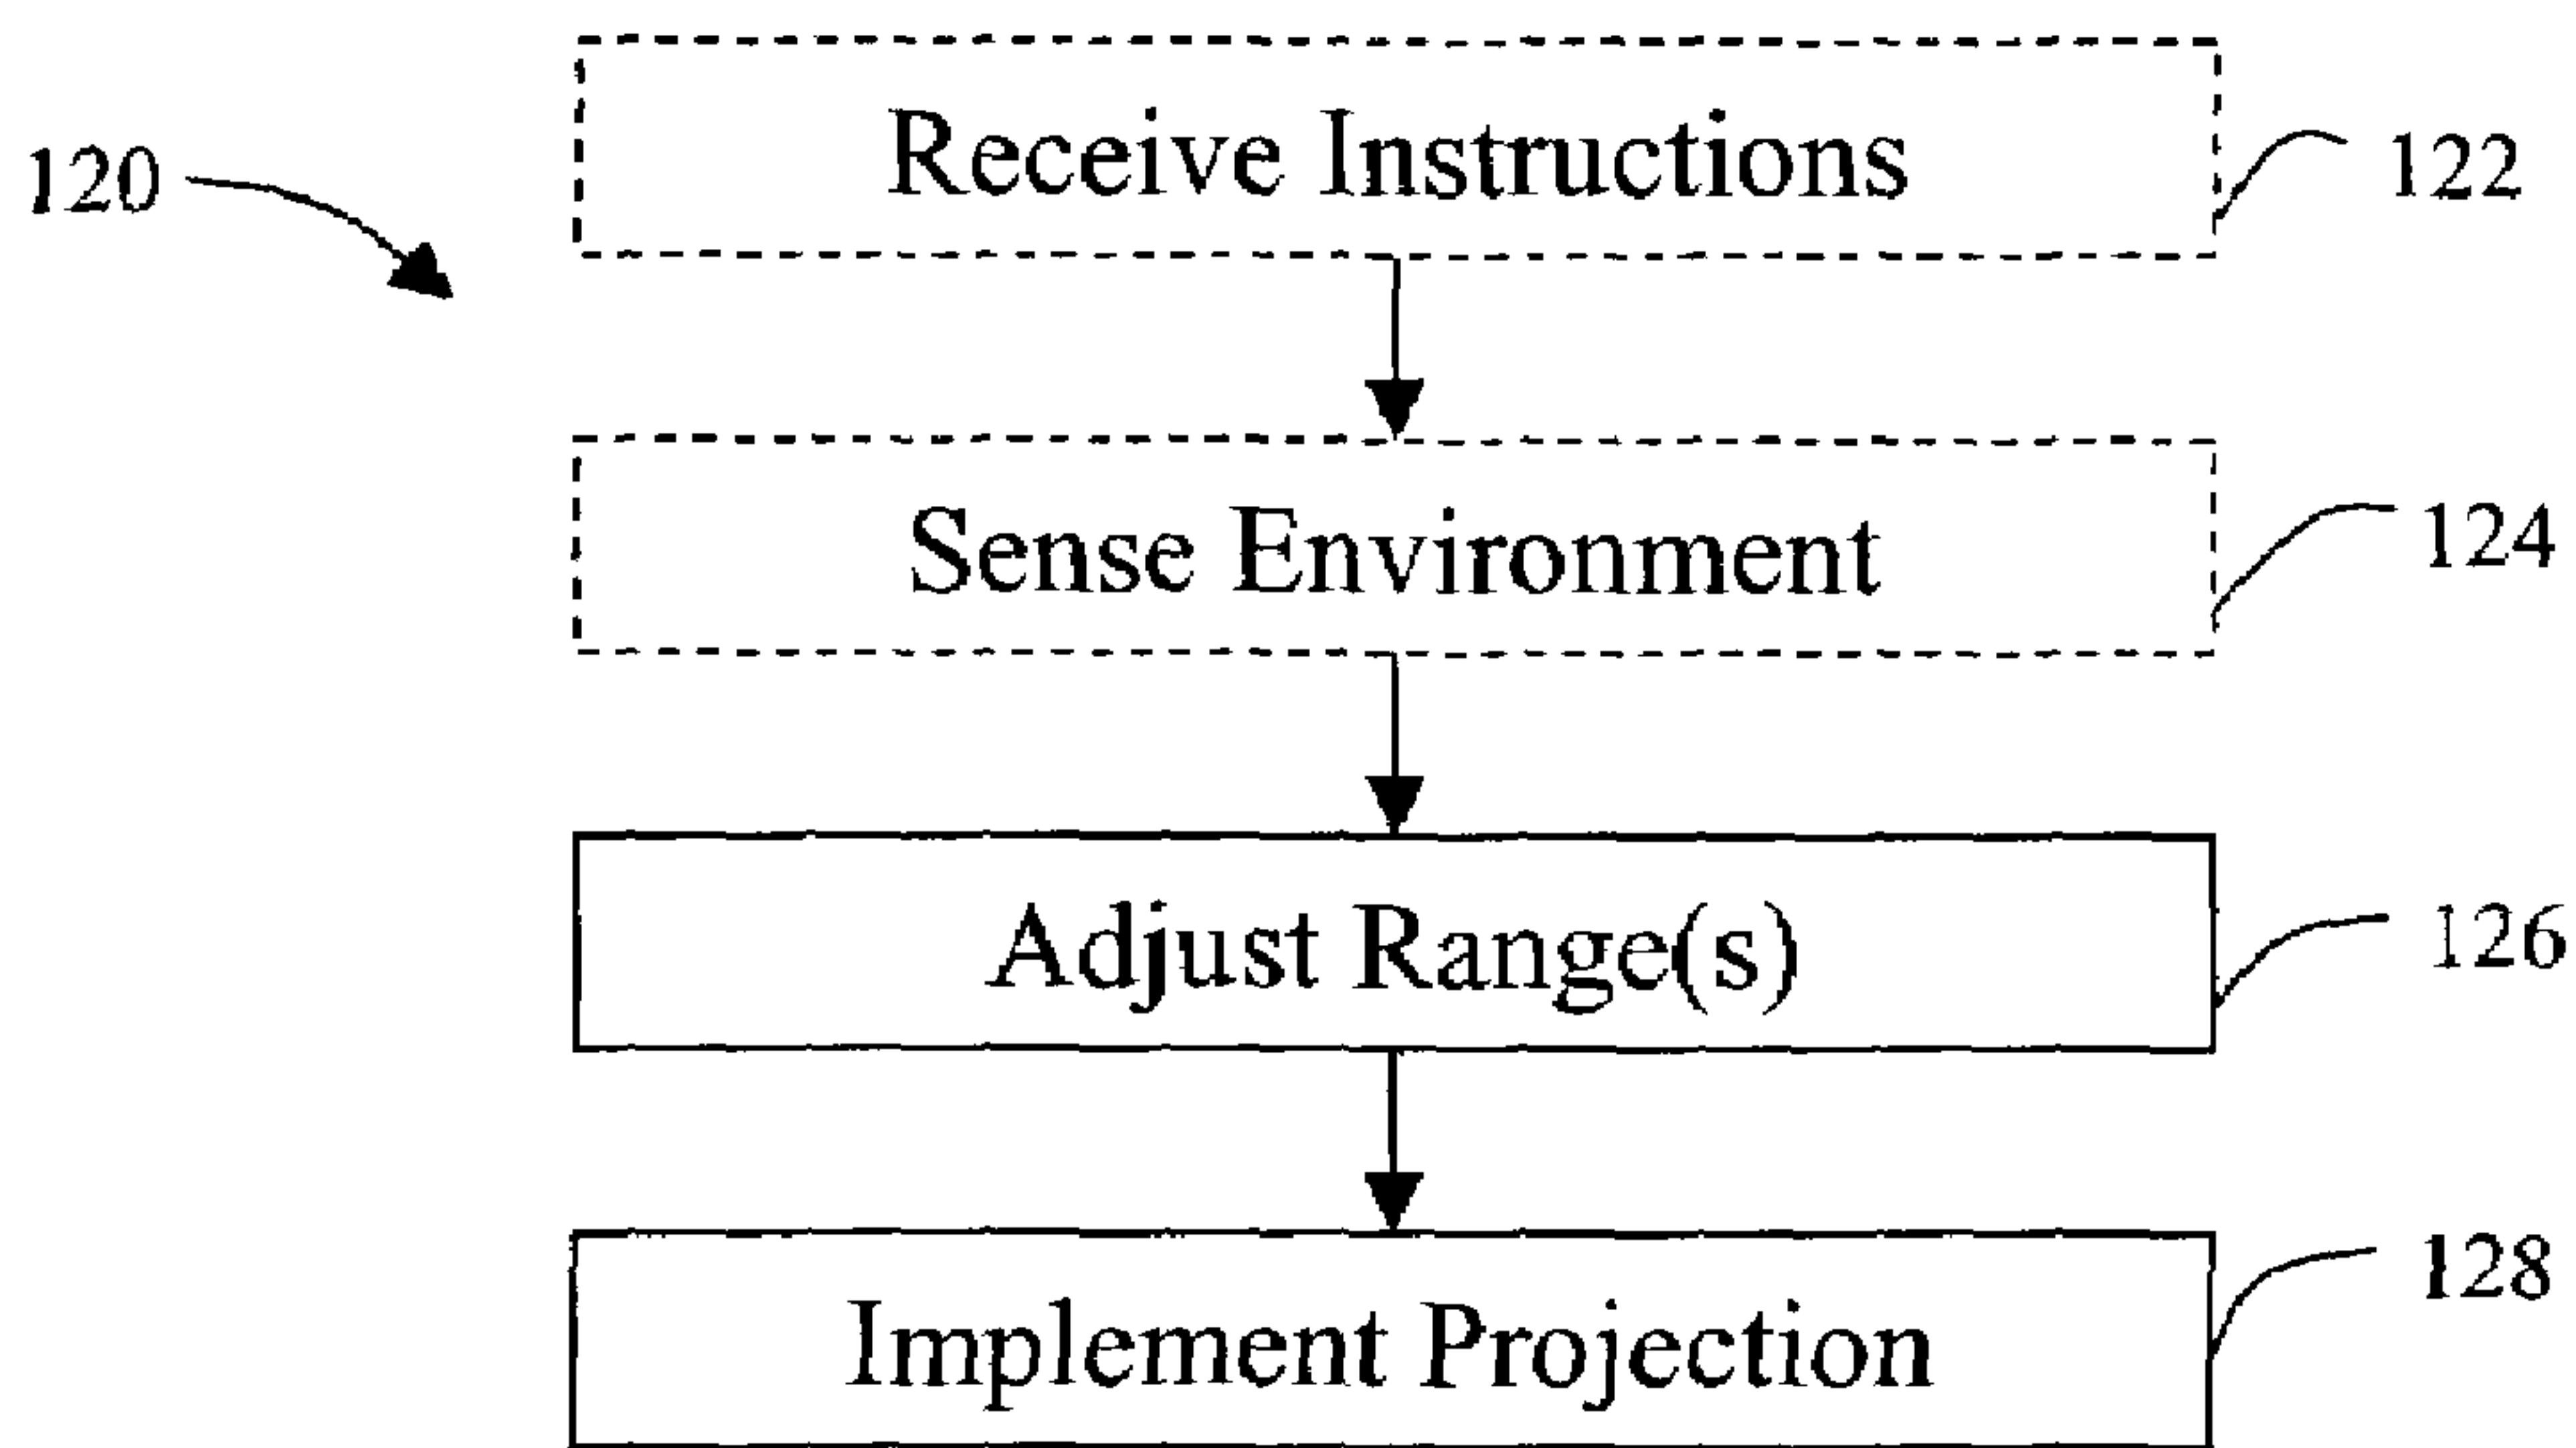 Receive Instructions
120
122
Sense Environment
124
Adjust Range(s)
126
Implement Projection
128